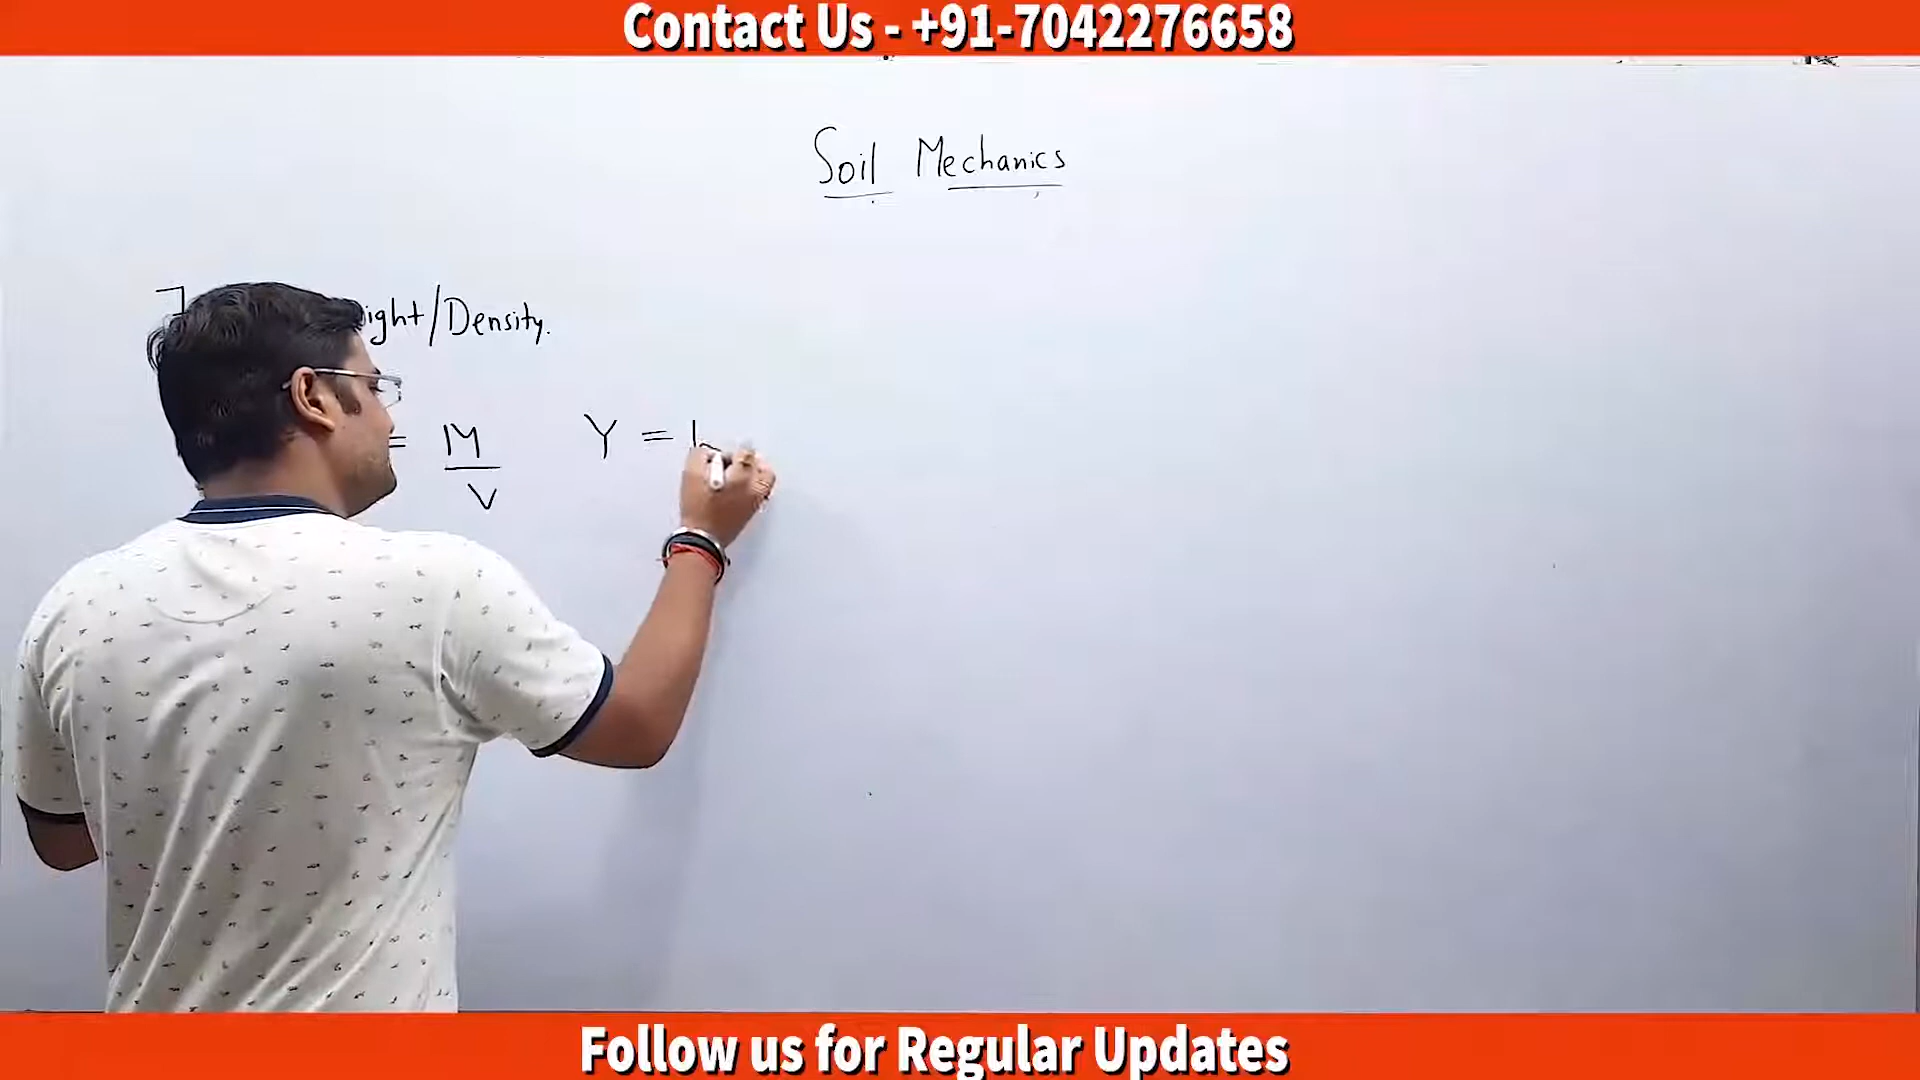 Contact Us - +91-7042276658
Soil Mechanics
ight/Density.
= M Y =
V
Follow us for Regular Updates